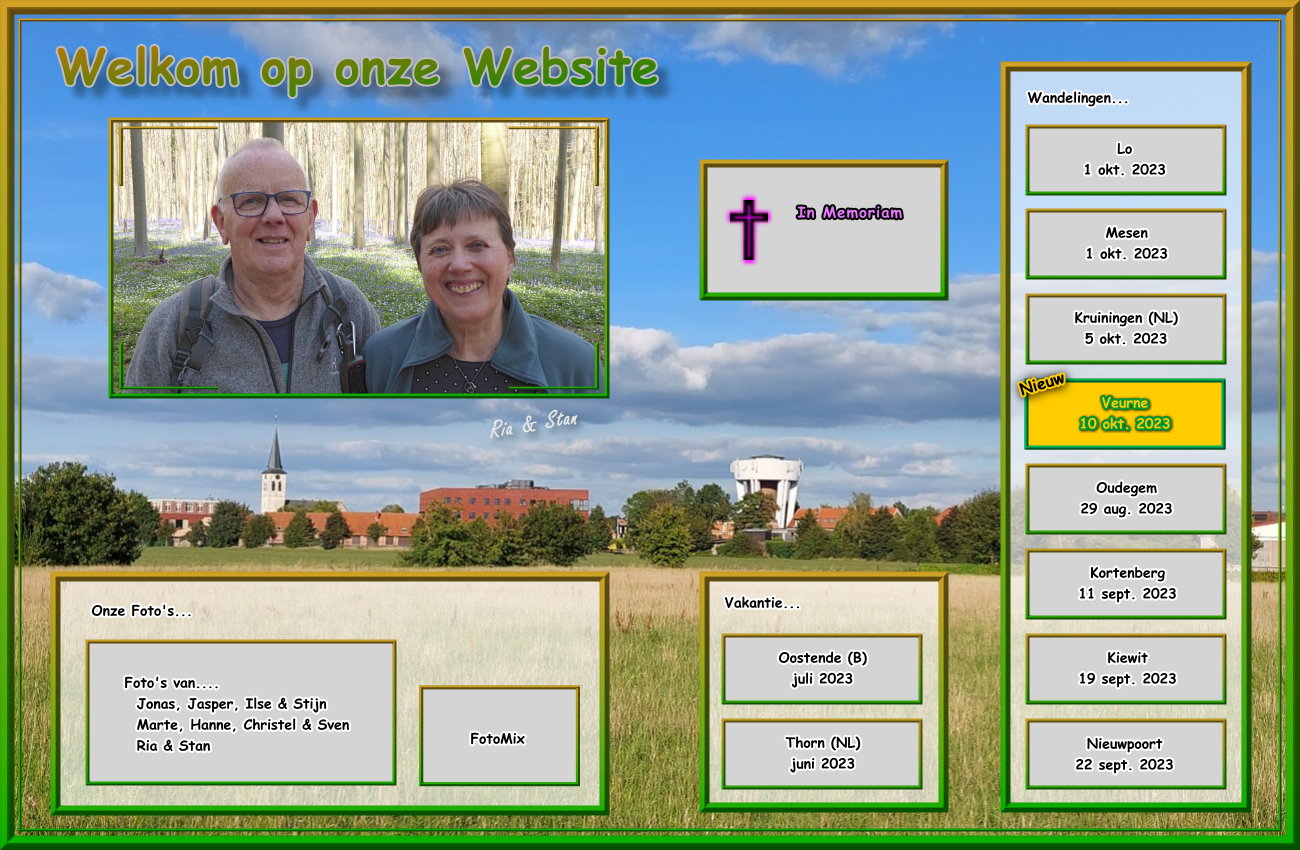 Welkom op onze Website
Ria & Stan
In Memoriam
Onze Foto's...
Foto's van....
Jonas, Jasper, Ilse & Stijn
Marte, Hanne, Christel & Sven
Ria & Stan
FotoMix
Vakantie...
Oostende (B)
juli 2023
Thorn (NL)
juni 2023
Wandelingen...
Lo
1 okt. 2023
Mesen
1 okt. 2023
Kruiningen (NL)
5 okt. 2023
Nieuw
Veurne
10 okt. 2023
Oudegem
29 aug. 2023
Kortenberg
11 sept. 2023
Kiewit
19 sept. 2023
Nieuwpoort
22 sept. 2023